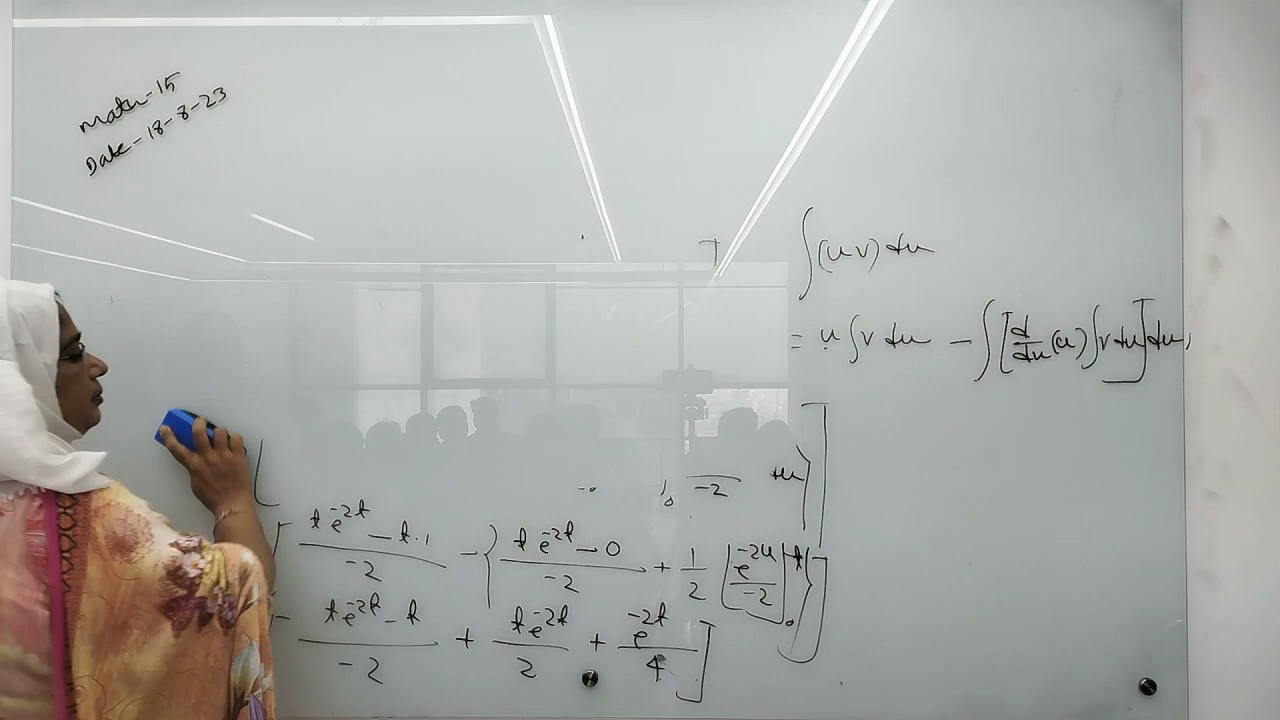 Math-15
Date-18-8-23
∫(uv) du
= u ∫v du - ∫[d/du (u) ∫v du] du,
-2 du)]
[te^-2t - t.1 / -2 - {te^-2t - 0 / -2 + 1/2 [e^-2u / -2]_0^t}]
te^-2t - t / -2 + te^-2t / 2 + e^-2t / 4]